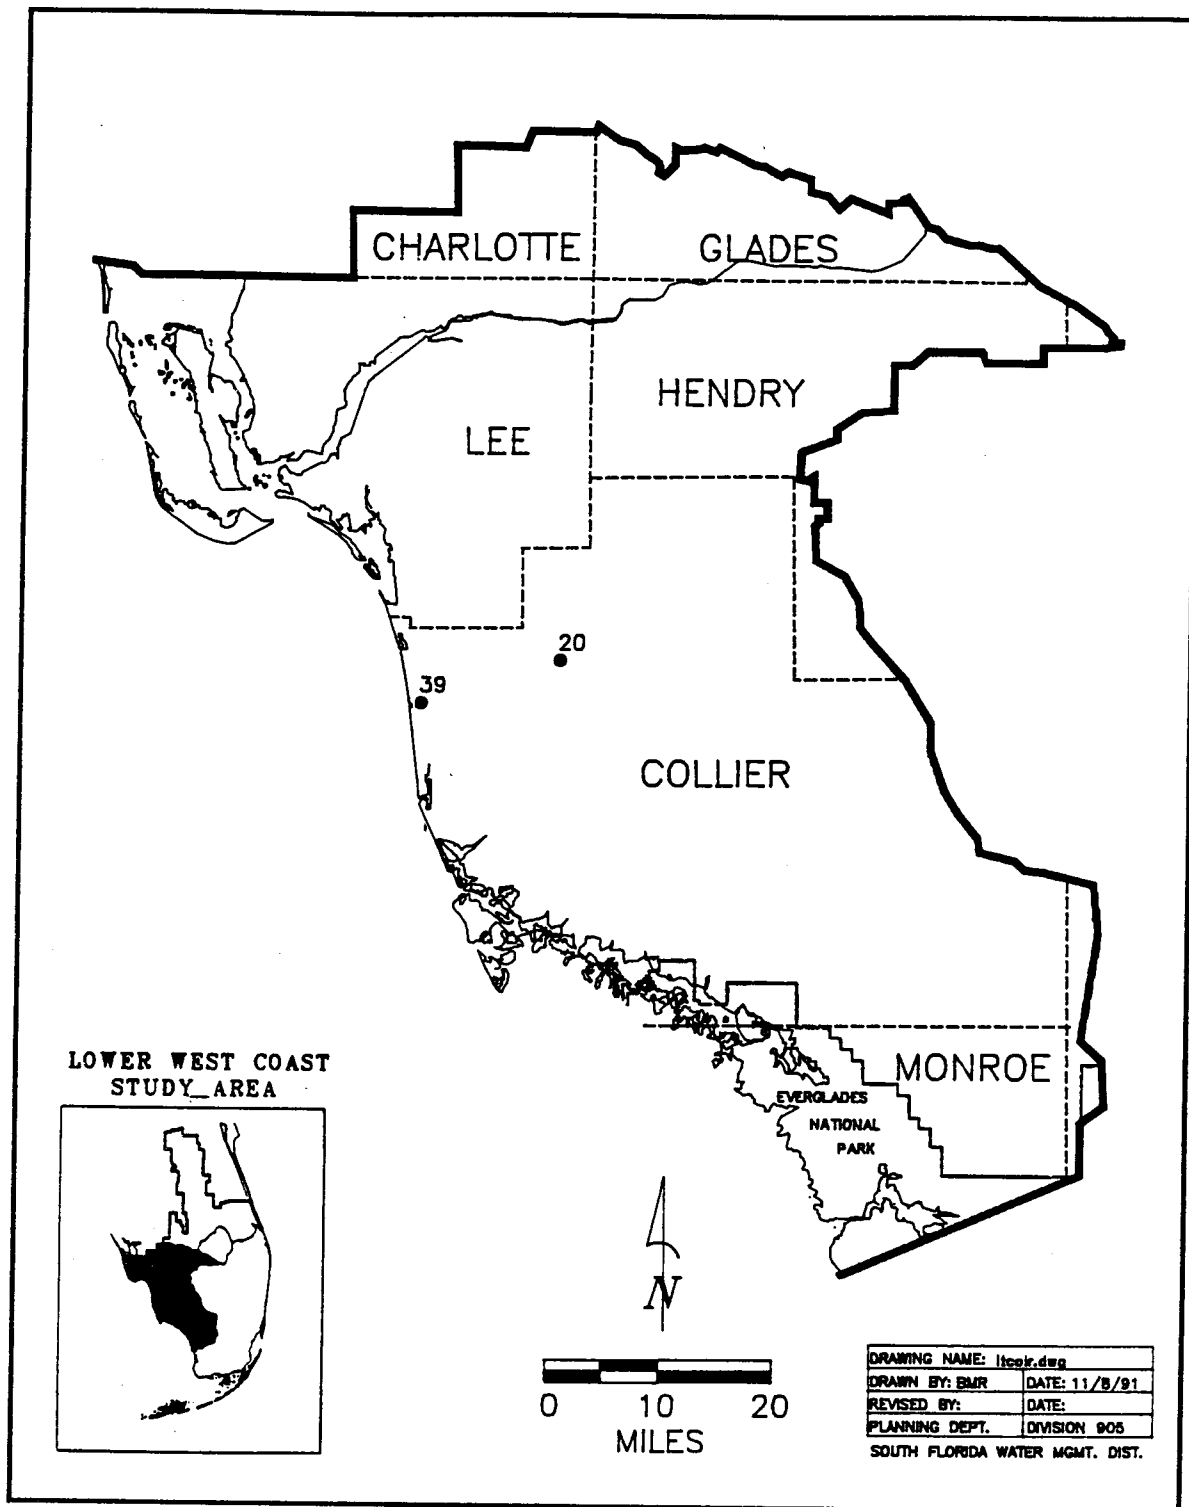 CHARLOTTE
GLADES
HENDRY
LEE
20
39
COLLIER
MONROE
EVERGLADES
NATIONAL
PARK
LOWER WEST COAST
STUDY_AREA
N
0 10 20
MILES
DRAWING NAME: ltcolr.dwg
DRAWN BY: BMR DATE: 11/8/91
REVISED BY: DATE:
PLANNING DEPT. DIVISION 905
SOUTH FLORIDA WATER MGMT. DIST.